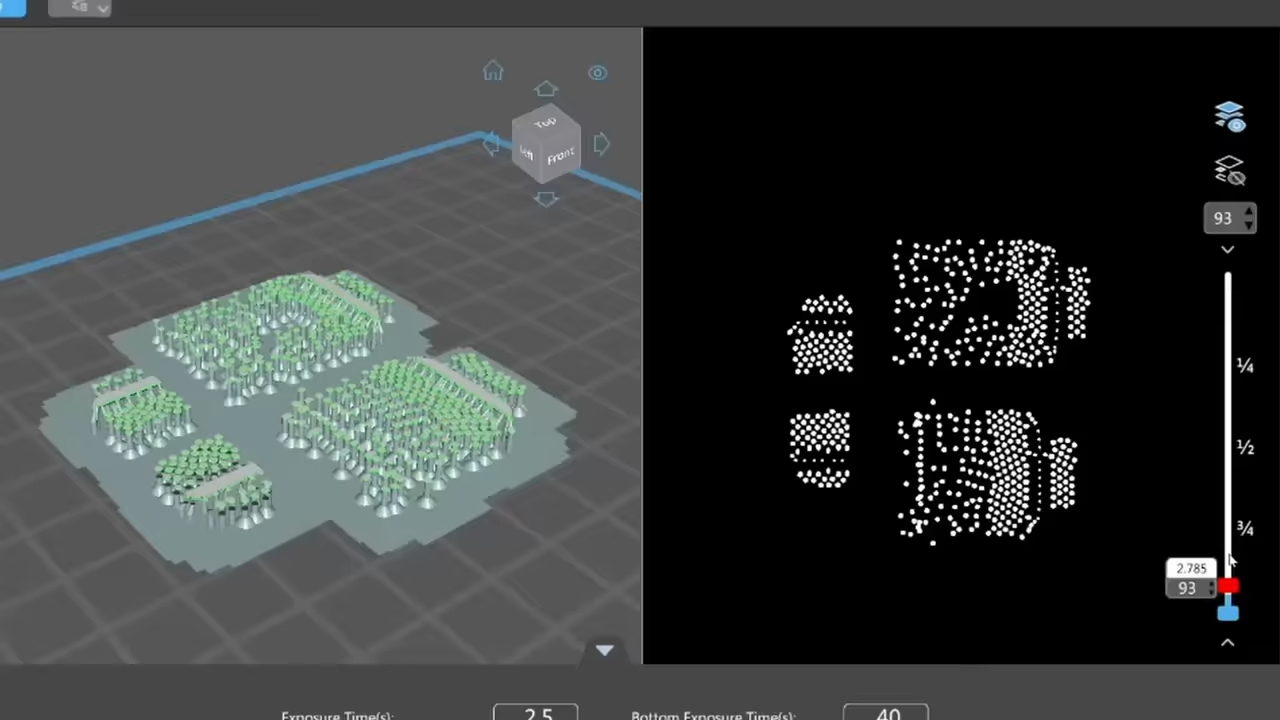 Top
left
Front
93
¼
½
¾
2.785
93
Exposure Time(s):
2.5
Bottom Exposure Time(s):
40